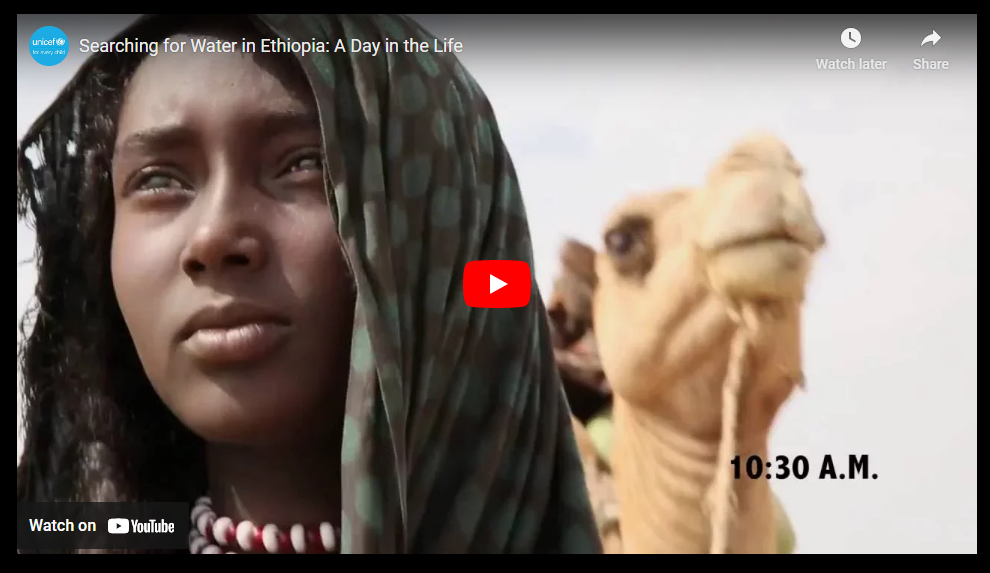 unicef
for every child
Searching for Water in Ethiopia: A Day in the Life
Watch later
Share
10:30 A.M.
Watch on YouTube